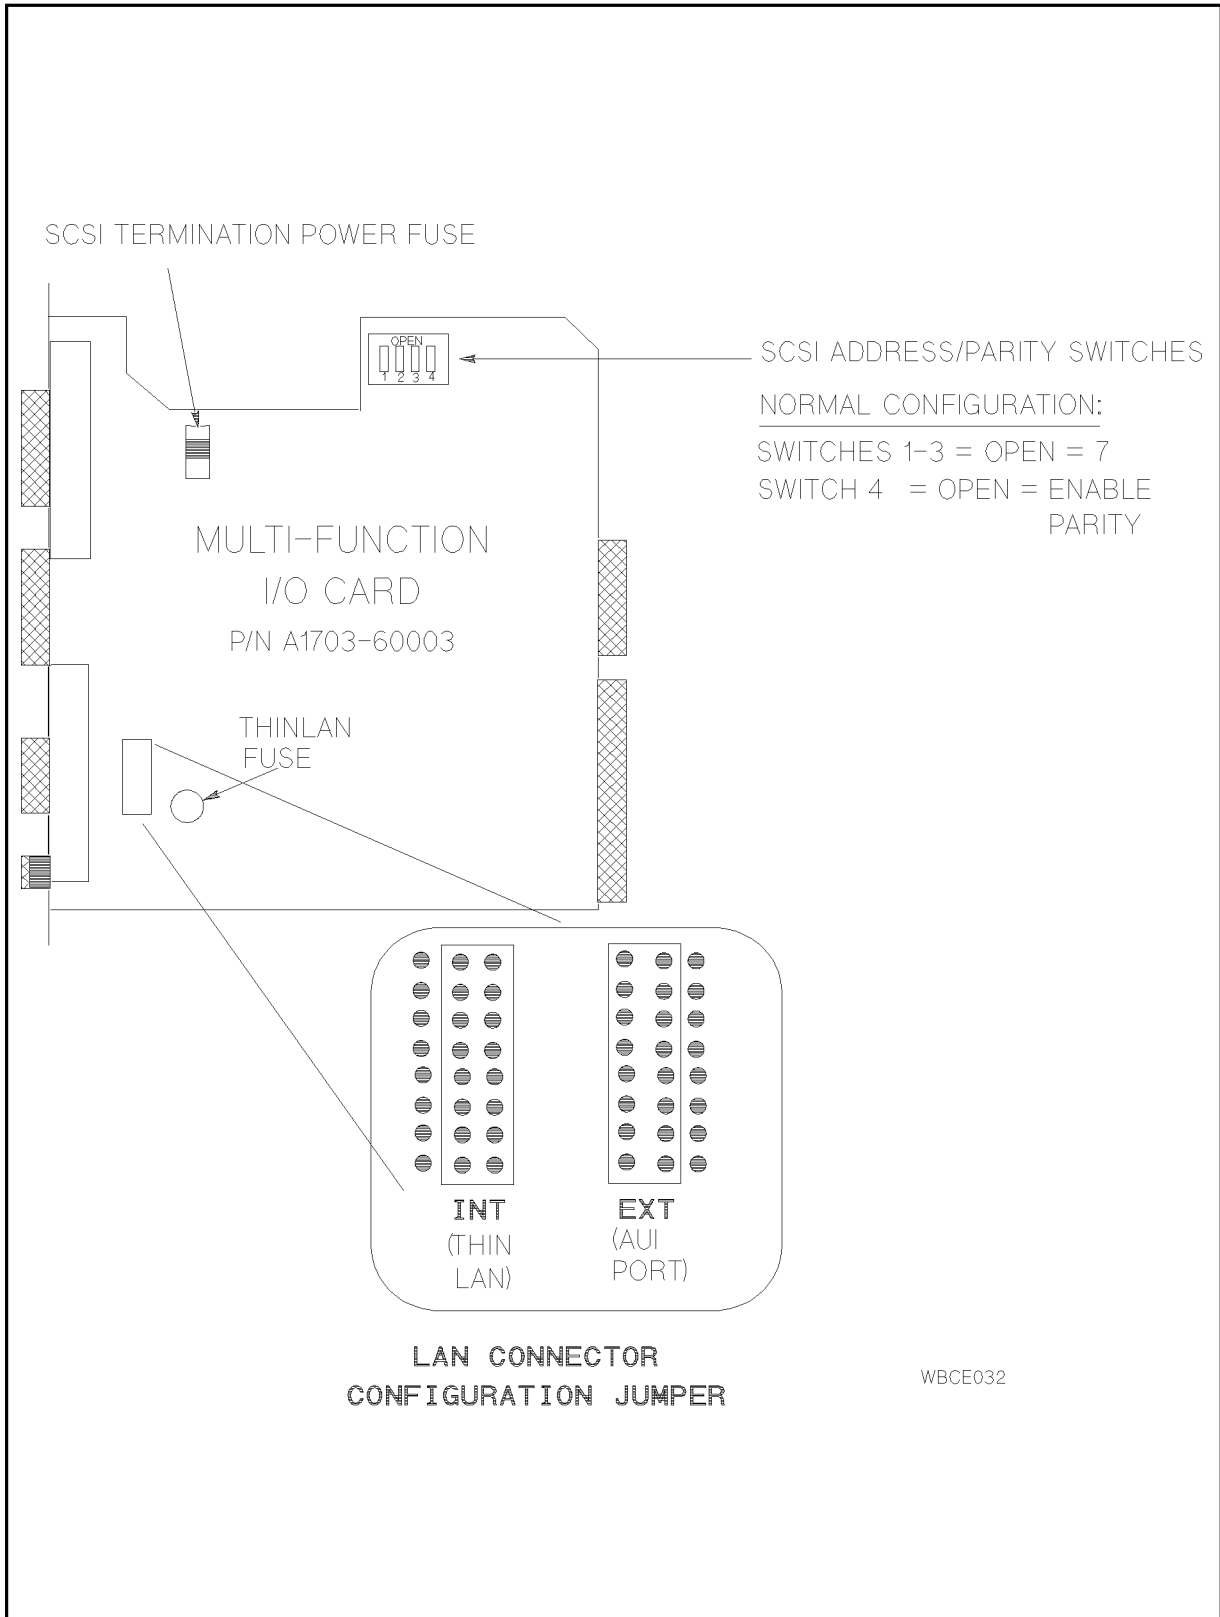 SCSI TERMINATION POWER FUSE
OPEN
1 2 3 4
SCSI ADDRESS/PARITY SWITCHES
NORMAL CONFIGURATION:
SWITCHES 1-3 = OPEN = 7
SWITCH 4 = OPEN = ENABLE
PARITY
MULTI-FUNCTION
I/O CARD
P/N A1703-60003
THINLAN
FUSE
INT
(THIN
LAN)
EXT
(AUI
PORT)
LAN CONNECTOR
CONFIGURATION JUMPER
WBCE032